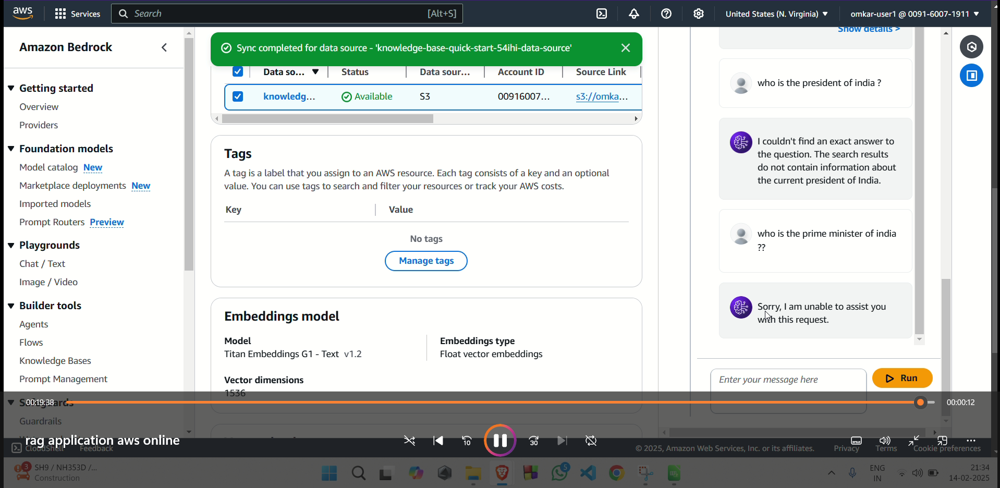 aws
Services
Search
[Alt+S]
United States (N. Virginia)
omkar-user1 @ 0091-6007-1911
Amazon Bedrock
Getting started
Overview
Providers
Foundation models
Model catalog New
Marketplace deployments New
Imported models
Prompt Routers Preview
Playgrounds
Chat / Text
Image / Video
Builder tools
Agents
Flows
Knowledge Bases
Prompt Management
Safeguards
Guardrails
Sync completed for data source - 'knowledge-base-quick-start-54ihi-data-source'
Data so... Status Data sour... Account ID Source Link
knowledg... Available S3 00916007... s3://omka...
Tags
A tag is a label that you assign to an AWS resource. Each tag consists of a key and an optional
value. You can use tags to search and filter your resources or track your AWS costs.
Key Value
No tags
Manage tags
Embeddings model
Model
Titan Embeddings G1 - Text v1.2
Embeddings type
Float vector embeddings
Vector dimensions
1536
Show details >
who is the president of india ?
I couldn't find an exact answer to
the question. The search results
do not contain information about
the current president of India.
who is the prime minister of india
??
Sorry, I am unable to assist you
with this request.
Enter your message here
Run
00:19:38
00:00:12
rag application aws online
10
30
CloudShell Feedback
© 2025, Amazon Web Services, Inc. or its affiliates. Privacy Terms Cookie preferences
3
SH9 / NH353D /...
Construction
5
ENG
IN
21:34
14-02-2025